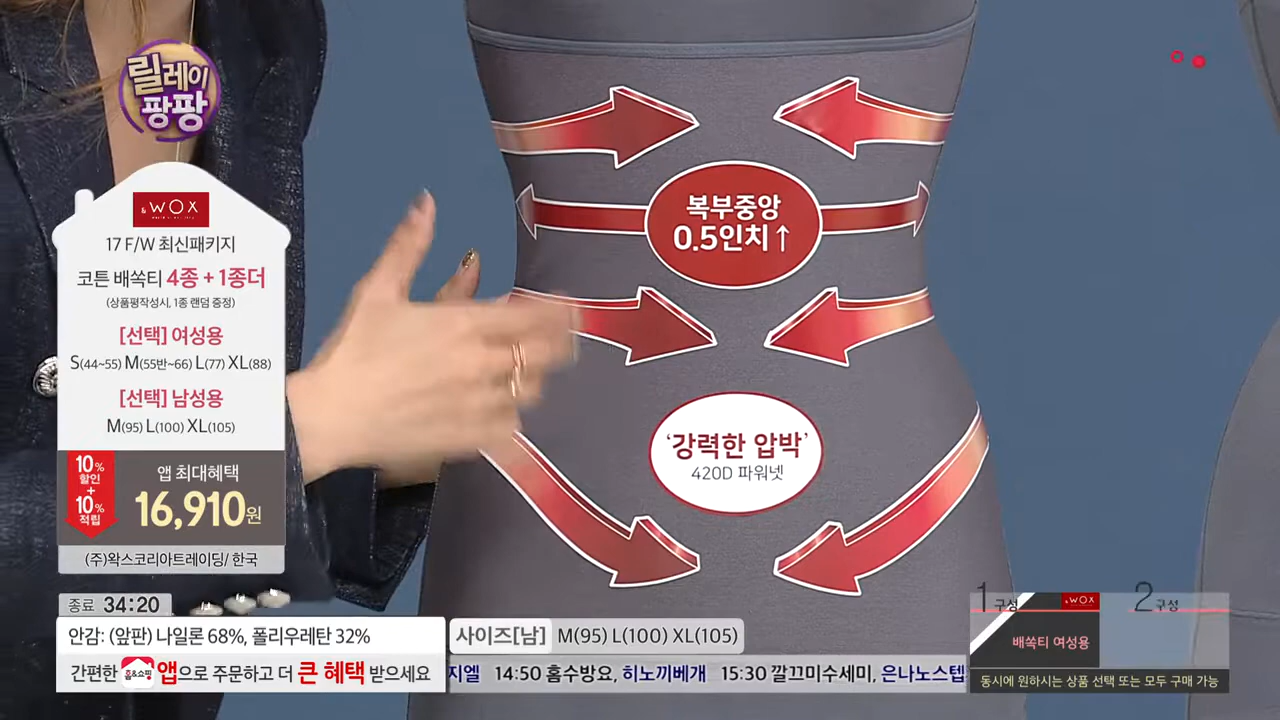 릴레이
팡팡
&WOX
17 F/W 최신패키지
코튼 배쏙티 4종 + 1종더
(상품평작성시, 1종 랜덤 증정)
[선택] 여성용
S(44~55) M(55반~66) L(77) XL(88)
[선택] 남성용
M(95) L(100) XL(105)
10%
할인
+
10%
적립
앱 최대혜택
16,910원
(주)왁스코리아트레이딩/ 한국
복부중앙
0.5인치↑
‘강력한 압박’
420D 파워넷
종료 34:20
안감: (앞판) 나일론 68%, 폴리우레탄 32%
사이즈[남] M(95) L(100) XL(105)
간편한 홈&쇼핑 앱으로 주문하고 더 큰 혜택 받으세요
지엘 14:50 홈수방요, 히노끼베개 15:30 깔끄미수세미, 은나노스텝
1구성
&WOX
배쏙티 여성용
2구성
동시에 원하시는 상품 선택 또는 모두 구매 가능